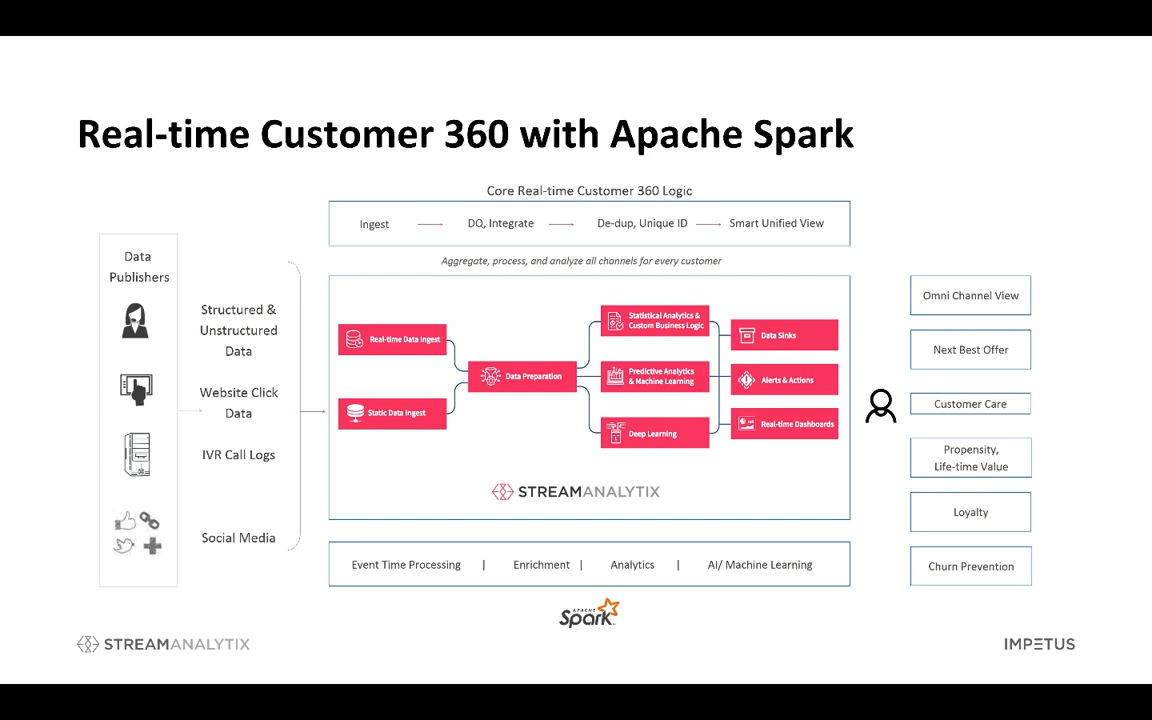 Real-time Customer 360 with Apache Spark
Core Real-time Customer 360 Logic
Ingest
DQ, Integrate
De-dup, Unique ID
Smart Unified View
Aggregate, process, and analyze all channels for every customer
Data
Publishers
Structured &
Unstructured
Data
Website Click
Data
IVR Call Logs
Social Media
Real-time Data Ingest
Static Data Ingest
Data Preparation
Statistical Analytics &
Custom Business Logic
Predictive Analytics
& Machine Learning
Deep Learning
Data Sinks
Alerts & Actions
Real-time Dashboards
STREAMANALYTIX
Event Time Processing | Enrichment | Analytics | AI/ Machine Learning
APACHE
Spark
Omni Channel View
Next Best Offer
Customer Care
Propensity,
Life-time Value
Loyalty
Churn Prevention
STREAMANALYTIX
IMPETUS